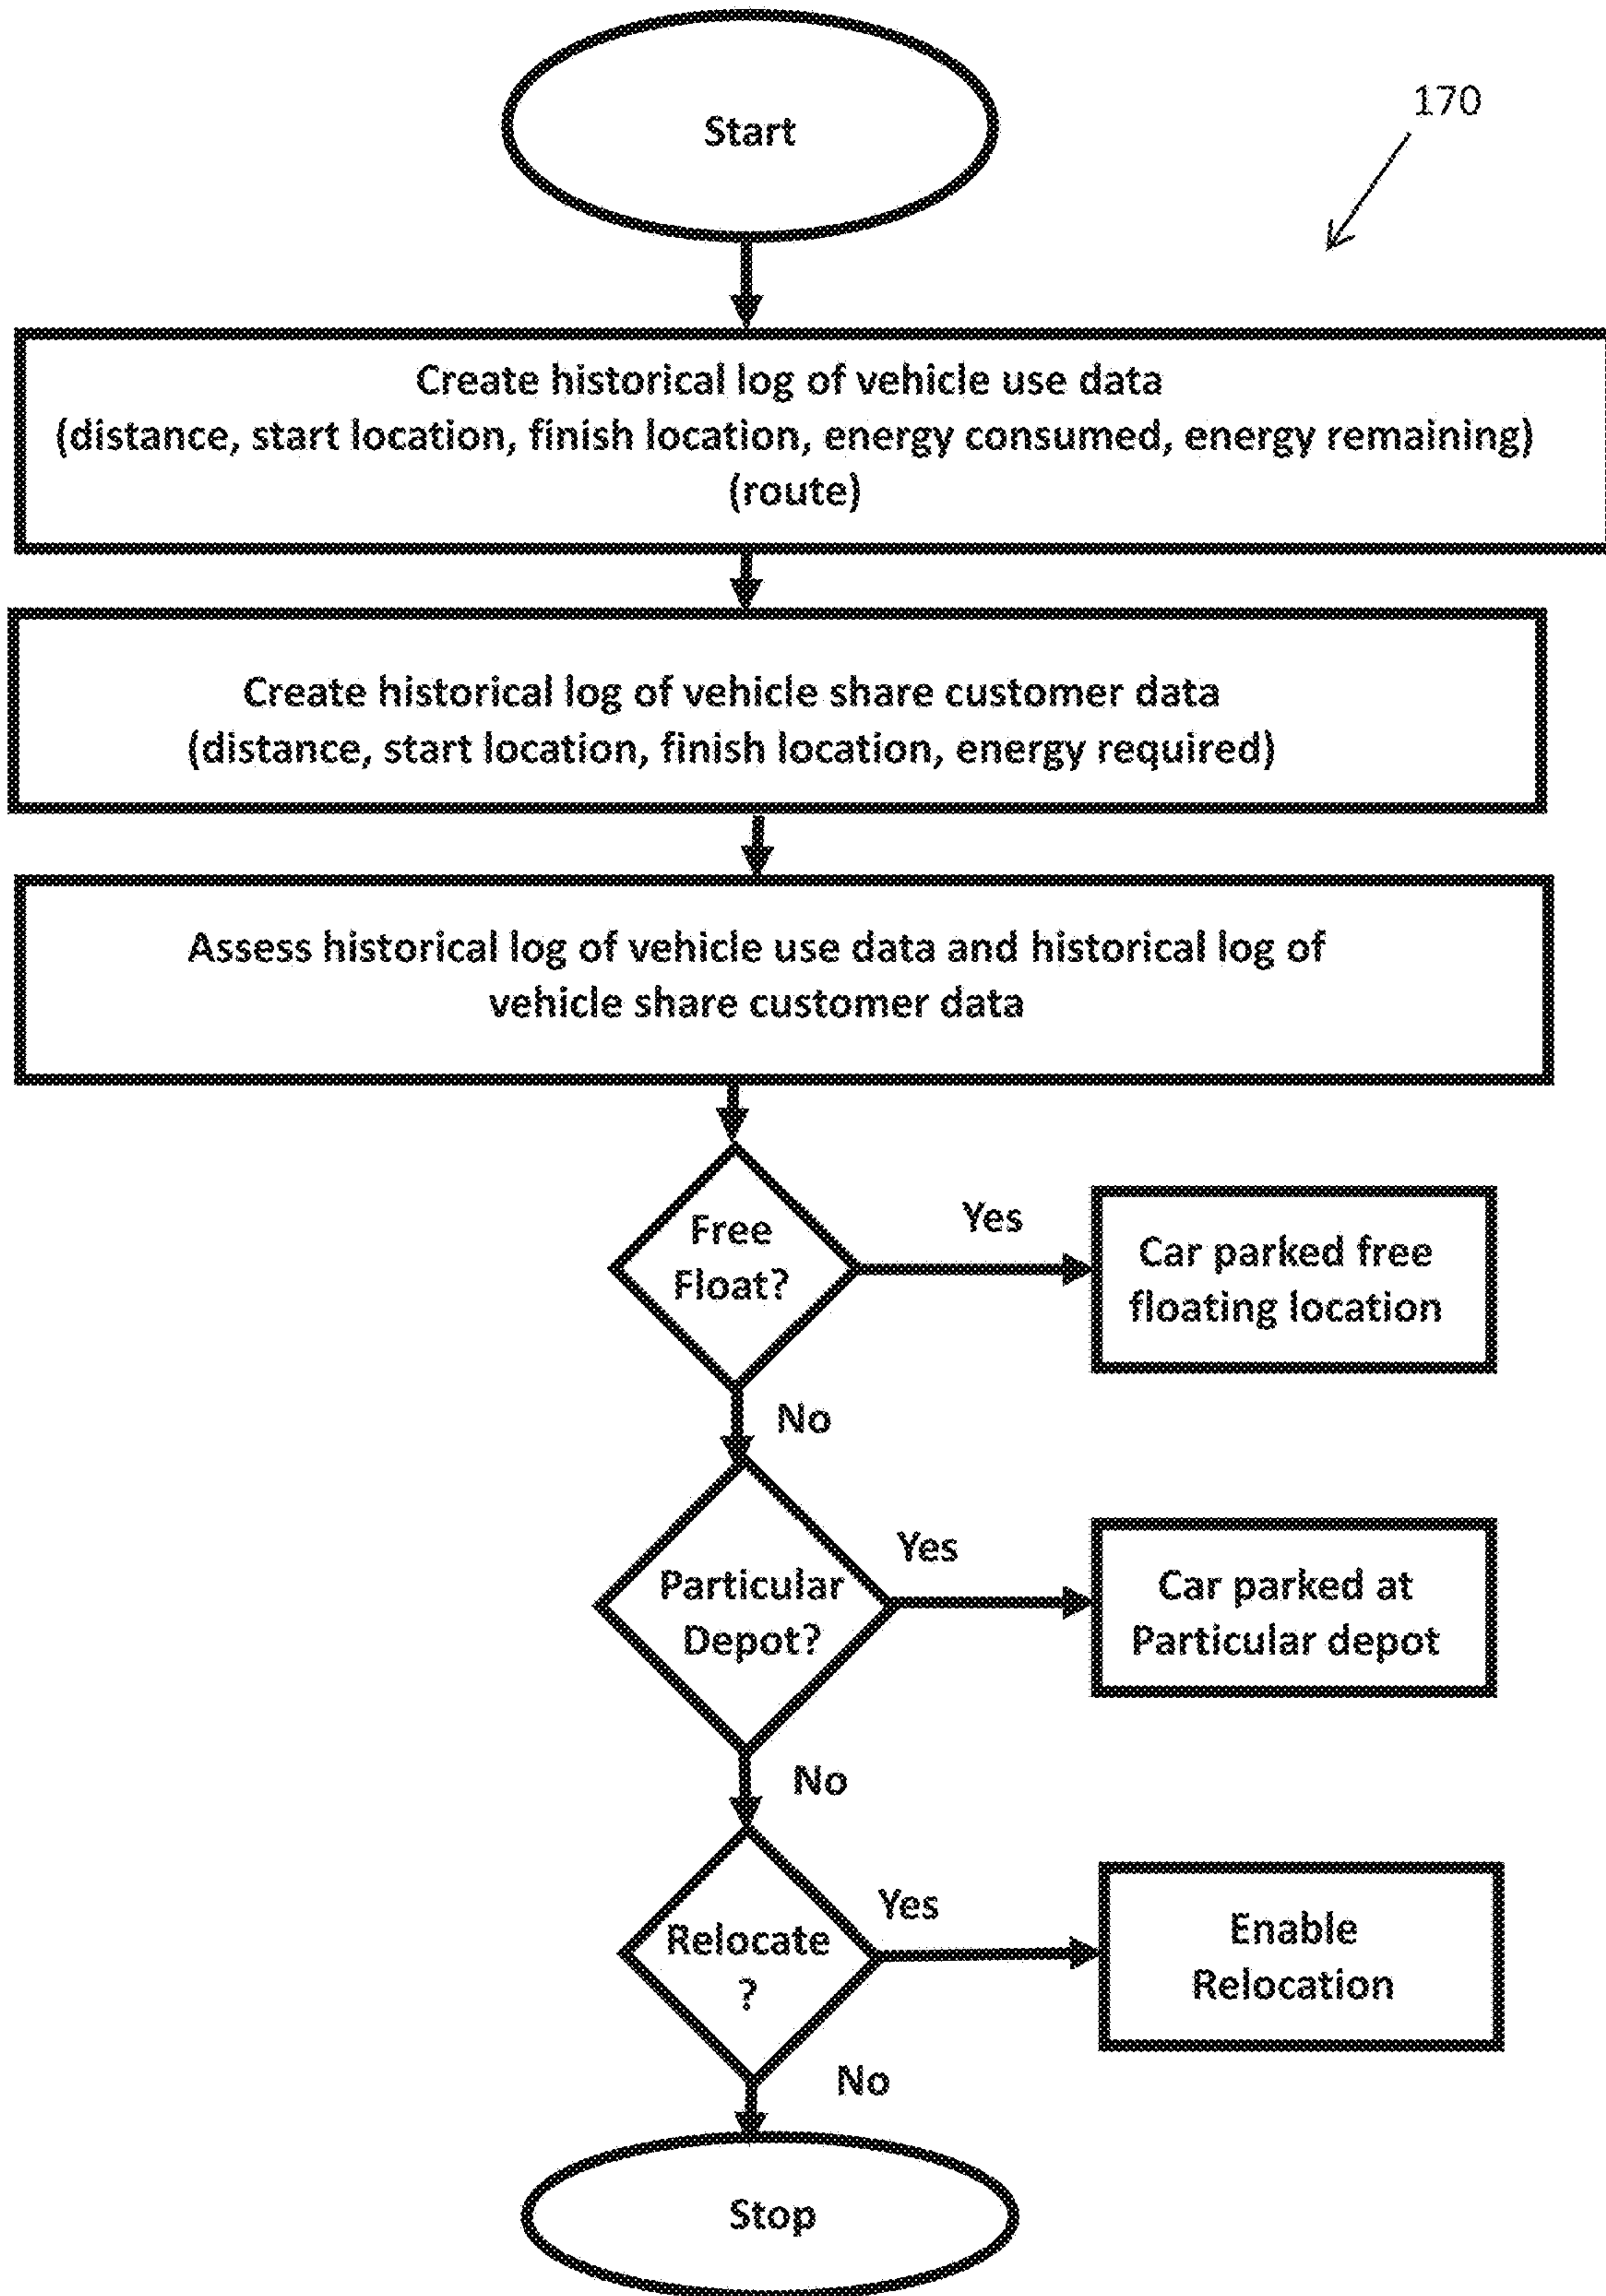 Start
170
Create historical log of vehicle use data
(distance, start location, finish location, energy consumed, energy remaining)
(route)
Create historical log of vehicle share customer data
(distance, start location, finish location, energy required)
Assess historical log of vehicle use data and historical log of
vehicle share customer data
Free
Float?
Yes
Car parked free
floating location
No
Particular
Depot?
Yes
Car parked at
Particular depot
No
Relocate
?
Yes
Enable
Relocation
No
Stop